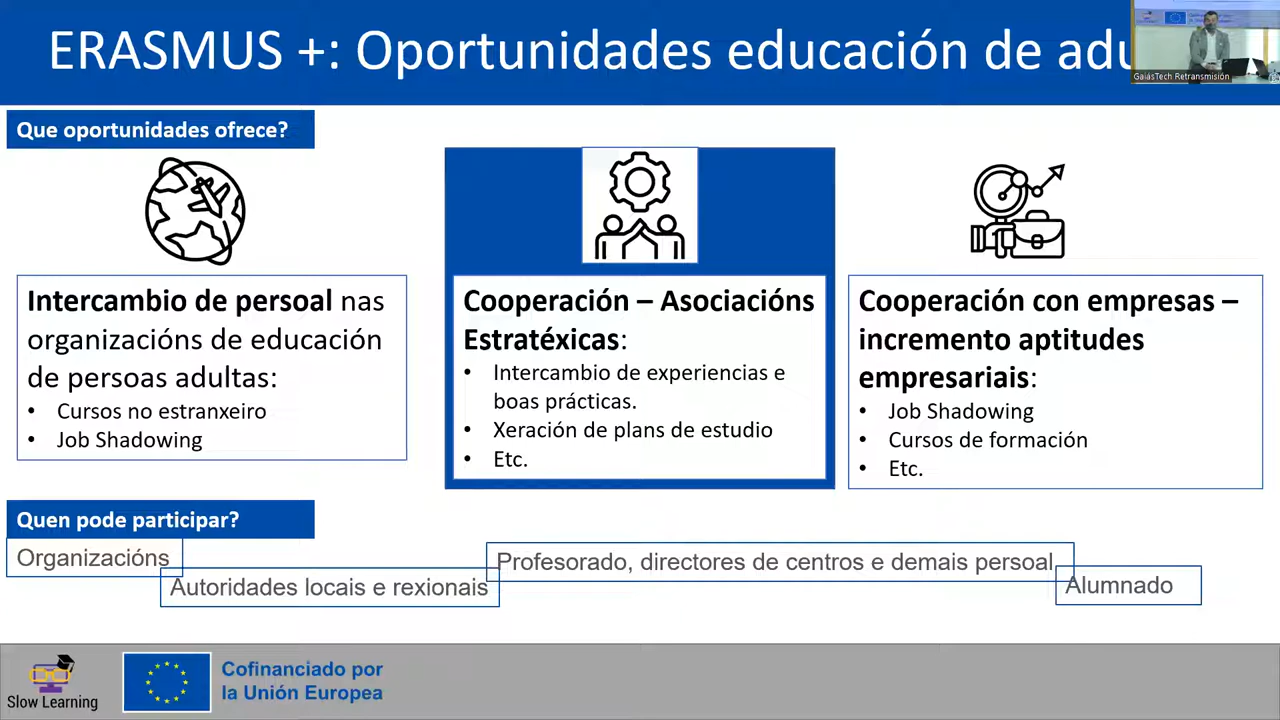 ERASMUS +: Oportunidades educación de adu
GaiásTech Retransmisión
Que oportunidades ofrece?
Intercambio de persoal nas
organizacións de educación
de persoas adultas:
• Cursos no estranxeiro
• Job Shadowing
Cooperación – Asociacións
Estratéxicas:
• Intercambio de experiencias e
boas prácticas.
• Xeración de plans de estudio
• Etc.
Cooperación con empresas –
incremento aptitudes
empresariais:
• Job Shadowing
• Cursos de formación
• Etc.
Quen pode participar?
Organizacións
Autoridades locais e rexionais
Profesorado, directores de centros e demais persoal
Alumnado
Slow Learning
Cofinanciado por
la Unión Europea